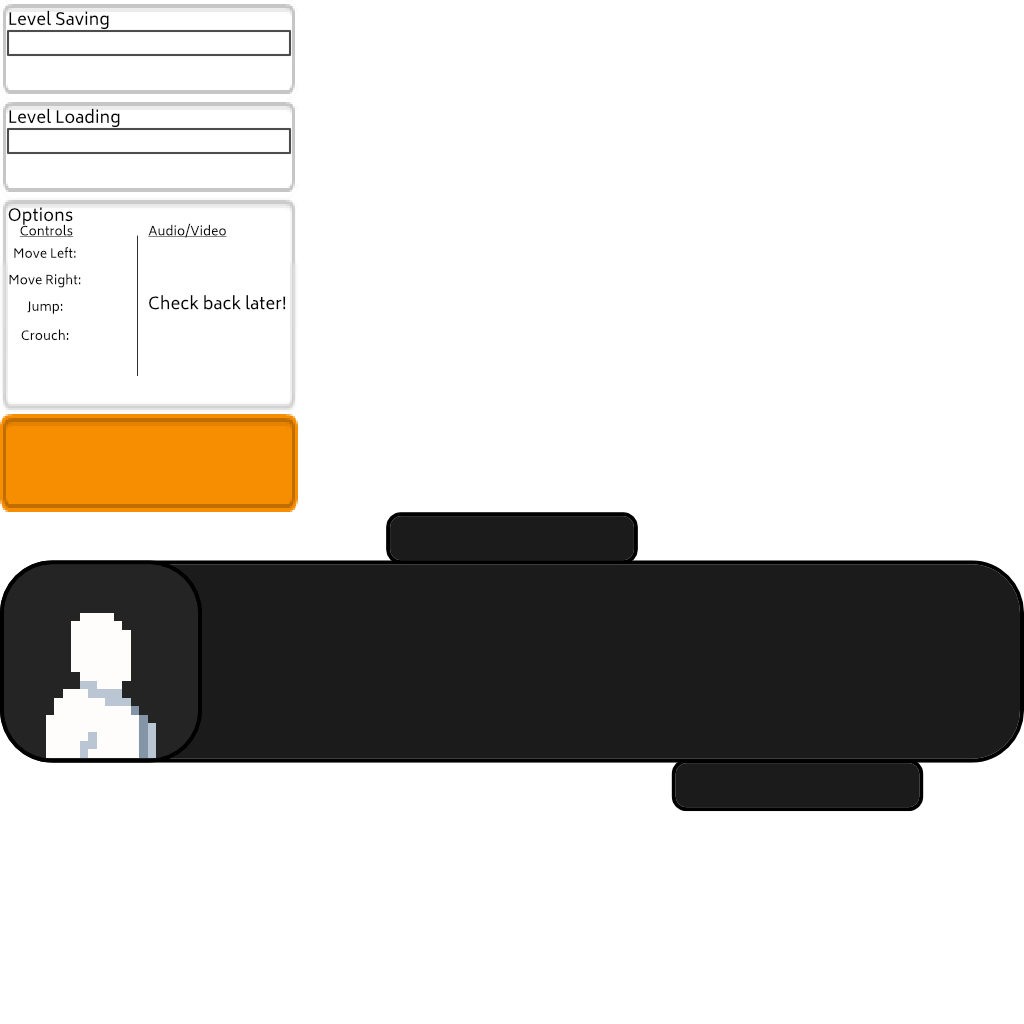 Level Saving
Level Loading
Options
Controls
Audio/Video
Move Left:
Move Right:
Check back later!
Jump:
Crouch: